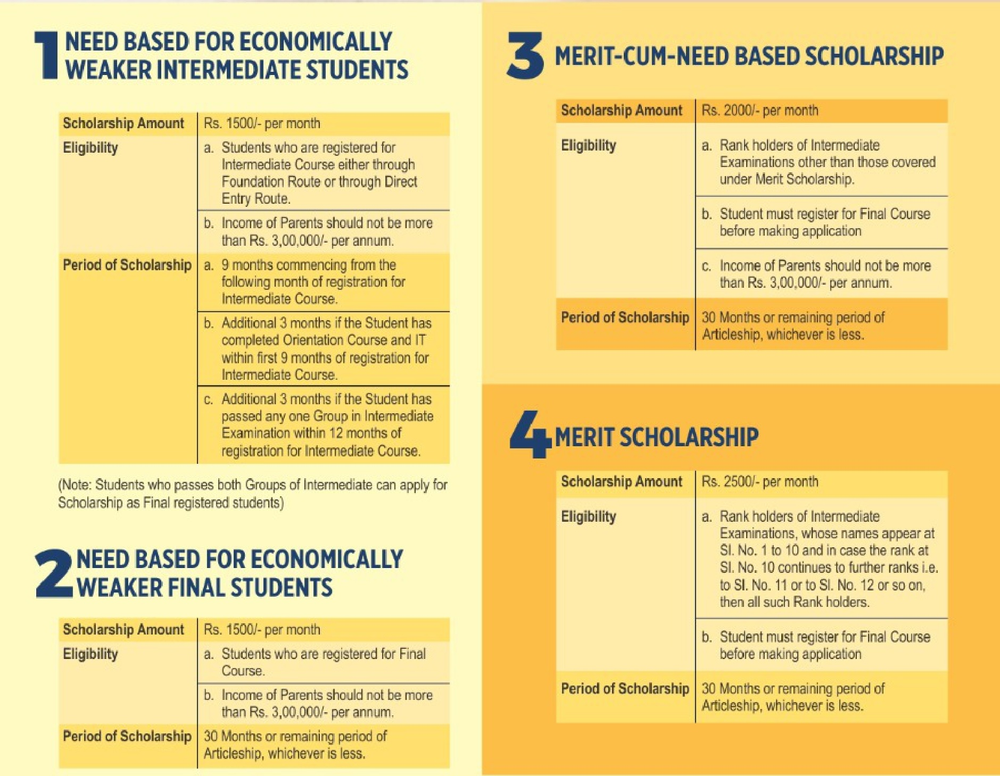 1 NEED BASED FOR ECONOMICALLY
WEAKER INTERMEDIATE STUDENTS
Scholarship Amount Rs. 1500/- per month
Eligibility a. Students who are registered for
Intermediate Course either through
Foundation Route or through Direct
Entry Route.
b. Income of Parents should not be more
than Rs. 3,00,000/- per annum.
Period of Scholarship a. 9 months commencing from the
following month of registration for
Intermediate Course.
b. Additional 3 months if the Student has
completed Orientation Course and IT
within first 9 months of registration for
Intermediate Course.
c. Additional 3 months if the Student has
passed any one Group in Intermediate
Examination within 12 months of
registration for Intermediate Course.
(Note: Students who passes both Groups of Intermediate can apply for
Scholarship as Final registered students)
2 NEED BASED FOR ECONOMICALLY
WEAKER FINAL STUDENTS
Scholarship Amount Rs. 1500/- per month
Eligibility a. Students who are registered for Final
Course.
b. Income of Parents should not be more
than Rs. 3,00,000/- per annum.
Period of Scholarship 30 Months or remaining period of
Articleship, whichever is less.
3 MERIT-CUM-NEED BASED SCHOLARSHIP
Scholarship Amount Rs. 2000/- per month
Eligibility a. Rank holders of Intermediate
Examinations other than those covered
under Merit Scholarship.
b. Student must register for Final Course
before making application
c. Income of Parents should not be more
than Rs. 3,00,000/- per annum.
Period of Scholarship 30 Months or remaining period of
Articleship, whichever is less.
4 MERIT SCHOLARSHIP
Scholarship Amount Rs. 2500/- per month
Eligibility a. Rank holders of Intermediate
Examinations, whose names appear at
Sl. No. 1 to 10 and in case the rank at
Sl. No. 10 continues to further ranks i.e.
to Sl. No. 11 or to Sl. No. 12 or so on,
then all such Rank holders.
b. Student must register for Final Course
before making application
Period of Scholarship 30 Months or remaining period of
Articleship, whichever is less.